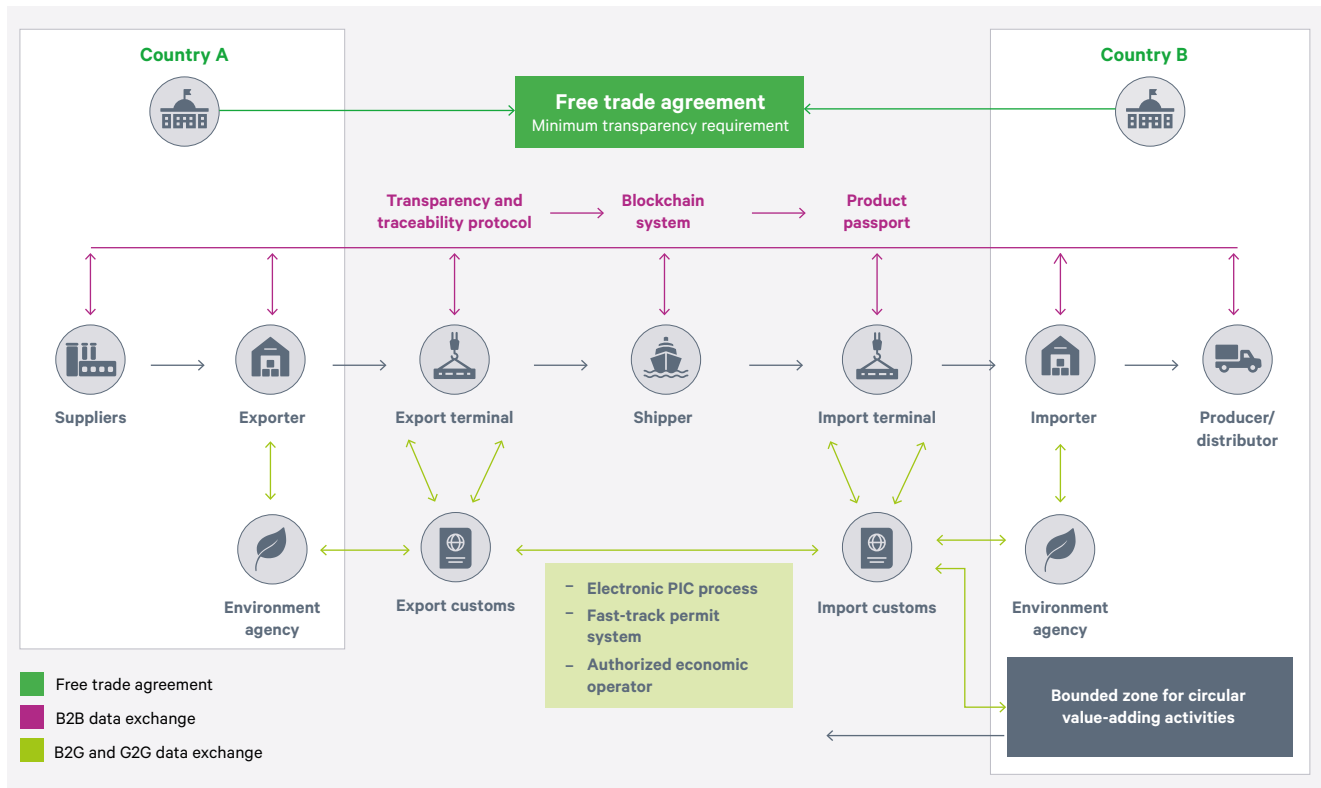 Country A
Country B
Free trade agreement
Minimum transparency requirement
Transparency and
traceability protocol
Blockchain
system
Product
passport
Suppliers
Exporter
Export terminal
Shipper
Import terminal
Importer
Producer/
distributor
Environment
agency
Export customs
– Electronic PIC process
– Fast-track permit
system
– Authorized economic
operator
Import customs
Environment
agency
Bounded zone for circular
value-adding activities
Free trade agreement
B2B data exchange
B2G and G2G data exchange